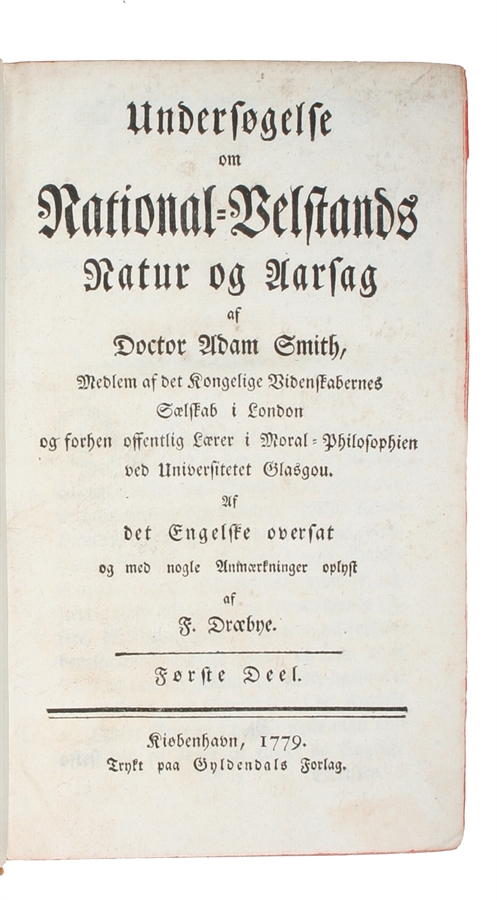 Undersøgelse
om
National-Velstands
Natur og Aarsag
af
Doctor Adam Smith,
Medlem af det Kongelige Videnskabernes
Sælskab i London
og forhen offentlig Lærer i Moral-Philosophien
ved Universitetet Glasgou.
Af
det Engelske oversat
og med nogle Anmærkninger oplyst
af
F. Dræbye.
Første Deel.
Kiøbenhavn, 1779.
Trykt paa Gyldendals Forlag.